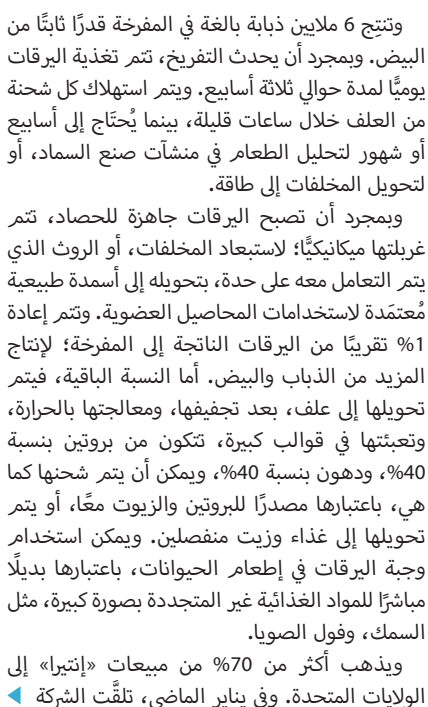 وتنتج 6 ملايين ذبابة بالغة في المفرخة قدرًا ثابتًا من
البيض. وبمجرد أن يحدث التفريخ، تتم تغذية اليرقات
يوميًّا لمدة حوالي ثلاثة أسابيع. ويتم استهلاك كل شحنة
من العلف خلال ساعات قليلة، بينما يُحتَاج إلى أسابيع
أو شهور لتحليل الطعام في منشآت صنع السماد، أو
لتحويل المخلفات إلى طاقة.
وبمجرد أن تصبح اليرقات جاهزة للحصاد، تتم
غربلتها ميكانيكيًّا؛ لاستبعاد المخلفات، أو الروث الذي
يتم التعامل معه على حدة، بتحويله إلى أسمدة طبيعية
مُعتمَدة لاستخدامات المحاصيل العضوية. وتتم إعادة
1% تقريبًا من اليرقات الناتجة إلى المفرخة؛ لإنتاج
المزيد من الذباب والبيض. أما النسبة الباقية، فيتم
تحويلها إلى علف، بعد تجفيفها، ومعالجتها بالحرارة،
وتعبئتها في قوالب كبيرة، تتكون من بروتين بنسبة
40%، ودهون بنسبة 40%، ويمكن أن يتم شحنها كما
هي، باعتبارها مصدرًا للبروتين والزيوت معًا، أو يتم
تحويلها إلى غذاء وزيت منفصلين. ويمكن استخدام
وجبة اليرقات في إطعام الحيوانات، باعتبارها بديلًا
مباشرًا للمواد الغذائية غير المتجددة بصورة كبيرة، مثل
السمك، وفول الصويا.
ويذهب أكثر من 70% من مبيعات «إنتيرا» إلى
الولايات المتحدة. وفي يناير الماضي، تلقَّت الشركة